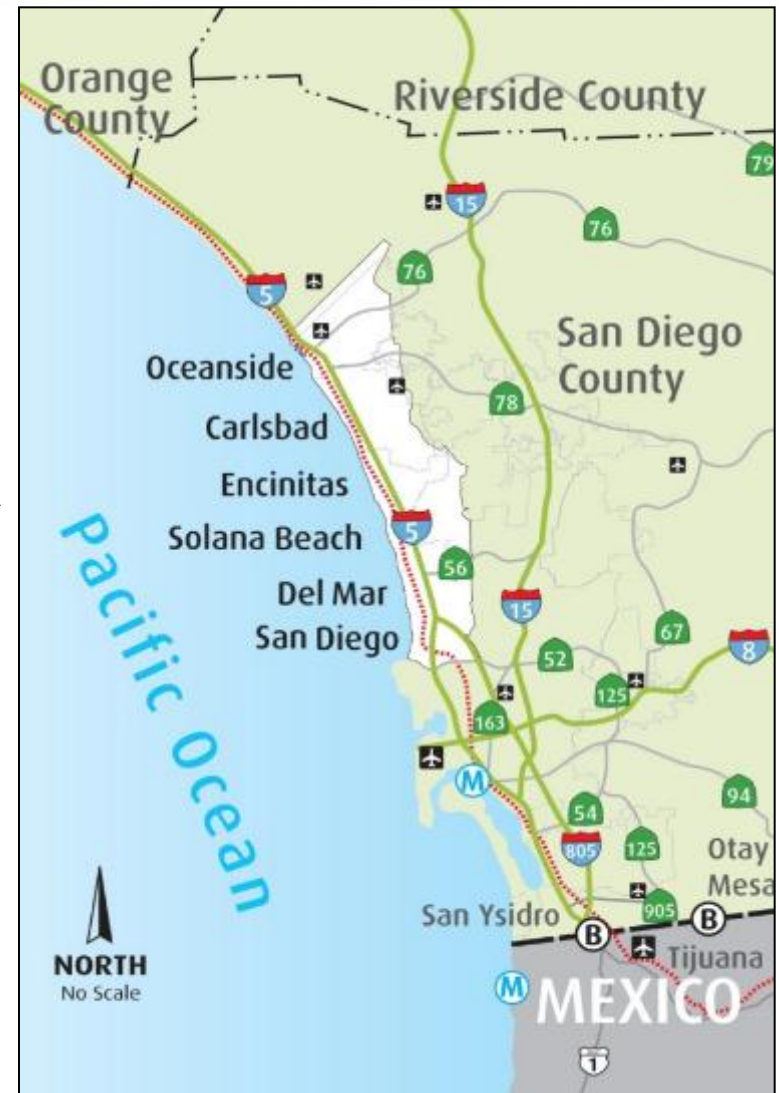 Orange
County
Riverside County
79
15
76
76
5
San Diego
County
Oceanside
78
Carlsbad
Encinitas
5
Solana Beach
56
Del Mar
15
San Diego
67
8
52
125
163
Pacific Ocean
M
94
54
805
125
Otay
Mesa
905
San Ysidro
B
B
Tijuana
NORTH
No Scale
M
MEXICO
1